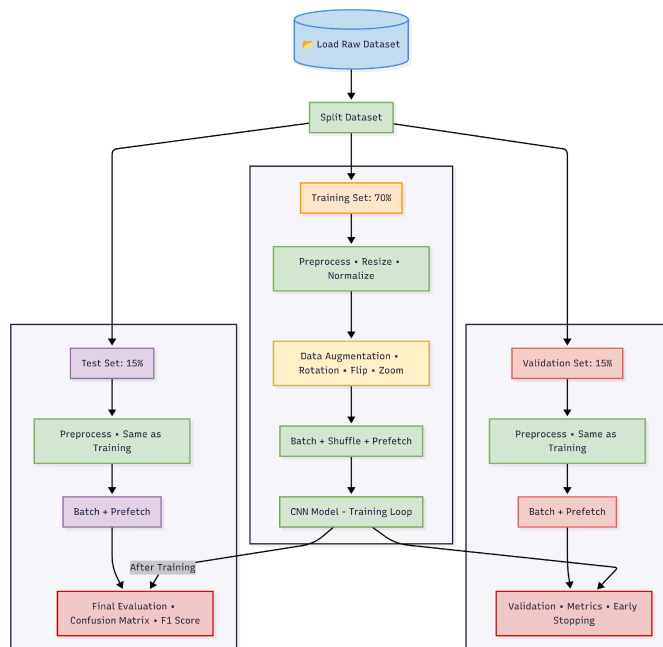 📂 Load Raw Dataset
Split Dataset
Training Set: 70%
Preprocess • Resize •
Normalize
Data Augmentation •
Rotation • Flip • Zoom
Batch + Shuffle + Prefetch
CNN Model - Training Loop
Test Set: 15%
Preprocess • Same as
Training
Batch + Prefetch
After Training
Final Evaluation •
Confusion Matrix • F1 Score
Validation Set: 15%
Preprocess • Same as
Training
Batch + Prefetch
Validation • Metrics • Early
Stopping